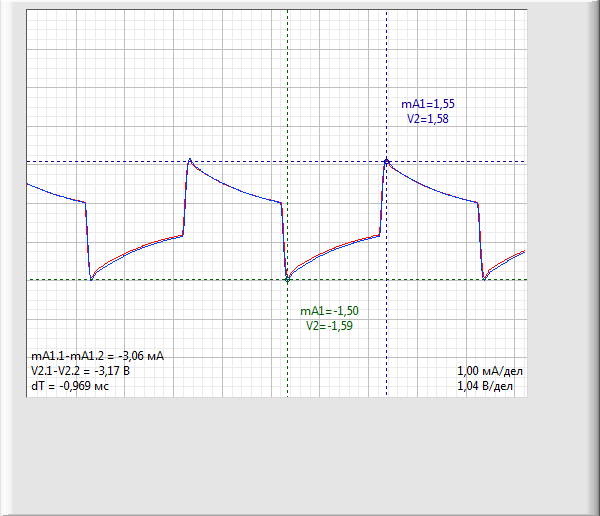 mA1=1,55
V2=1,58
mA1=-1,50
V2=-1,59
mA1.1-mA1.2 = -3,06 мА
V2.1-V2.2 = -3,17 В
dT = -0,969 мс
1,00 мА/дел
1,04 В/дел